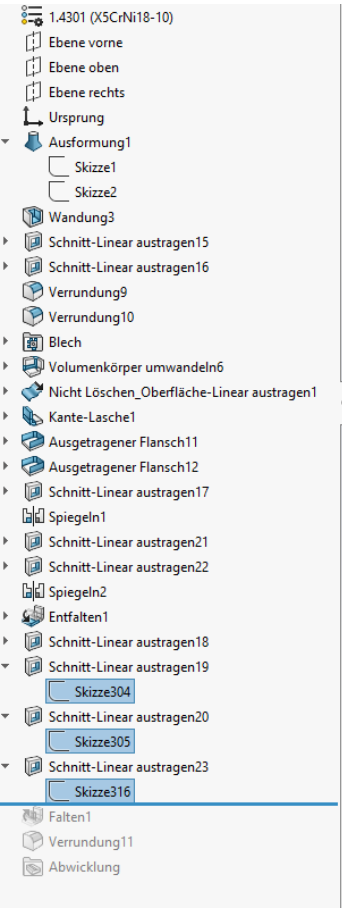 1.4301 (X5CrNi18-10)
Ebene vorne
Ebene oben
Ebene rechts
Ursprung
Ausformung1
Skizze1
Skizze2
Wandung3
Schnitt-Linear austragen15
Schnitt-Linear austragen16
Verrundung9
Verrundung10
Blech
Volumenkörper umwandeln6
Nicht Löschen_Oberfläche-Linear austragen1
Kante-Lasche1
Ausgetragener Flansch11
Ausgetragener Flansch12
Schnitt-Linear austragen17
Spiegeln1
Schnitt-Linear austragen21
Schnitt-Linear austragen22
Spiegeln2
Entfalten1
Schnitt-Linear austragen18
Schnitt-Linear austragen19
Skizze304
Schnitt-Linear austragen20
Skizze305
Schnitt-Linear austragen23
Skizze316
Falten1
Verrundung11
Abwicklung